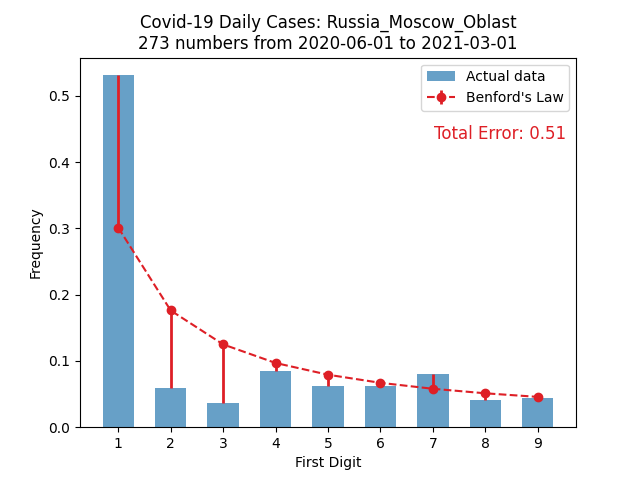 Covid-19 Daily Cases: Russia_Moscow_Oblast
273 numbers from 2020-06-01 to 2021-03-01
Actual data
Benford's Law
Total Error: 0.51
Frequency
0.5
0.4
0.3
0.2
0.1
0.0
1 2 3 4 5 6 7 8 9
First Digit